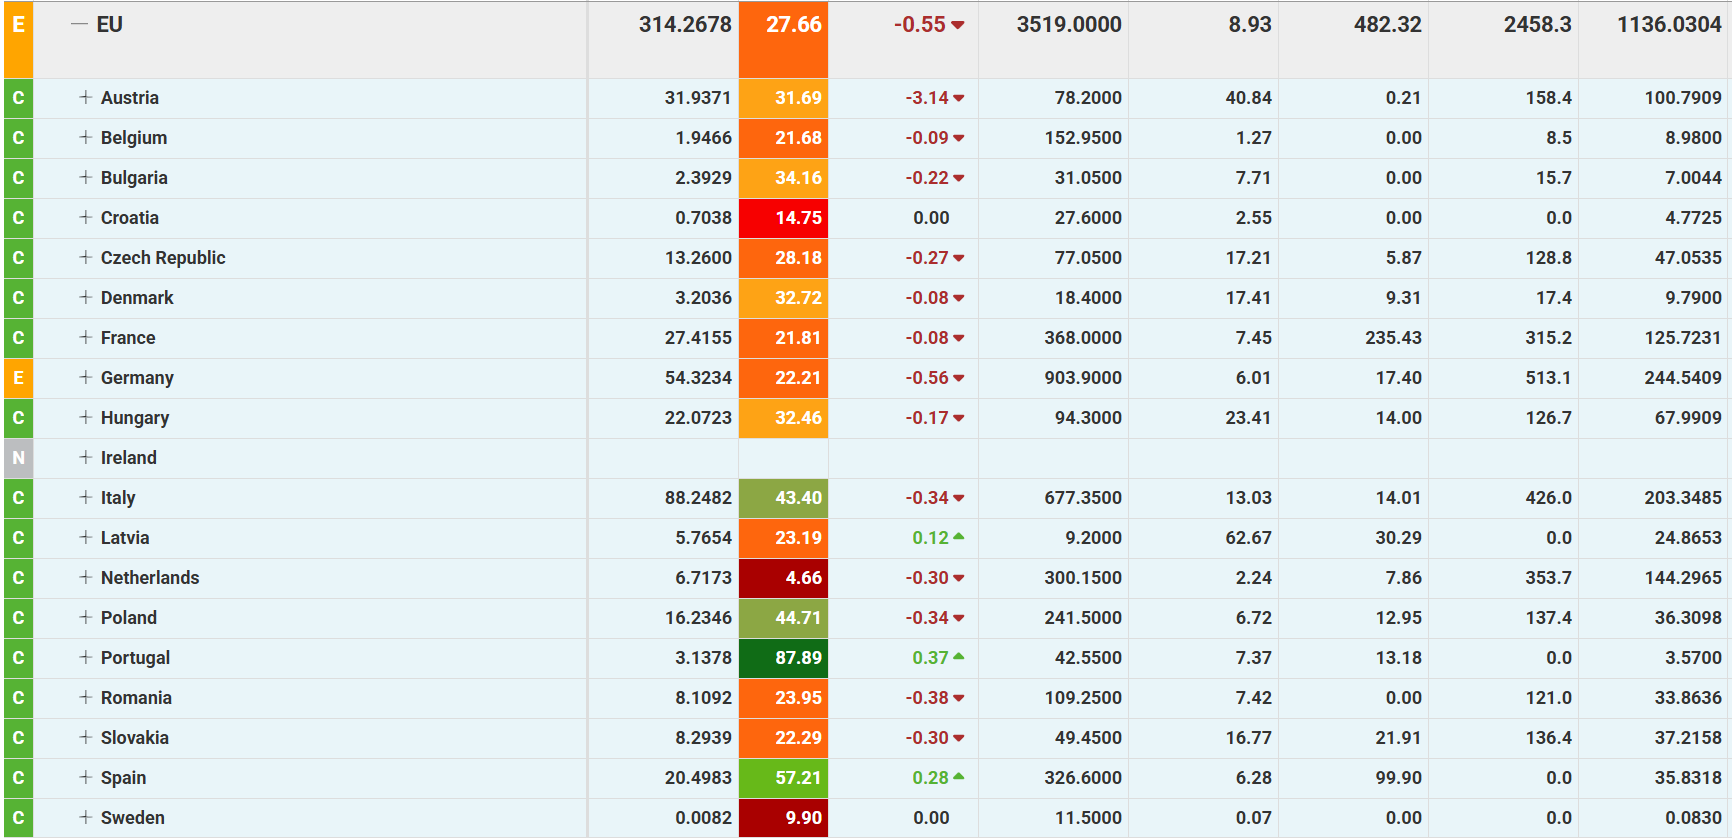 E — EU 314.2678 27.66 -0.55 3519.0000 8.93 482.32 2458.3 1136.0304
C + Austria 31.9371 31.69 -3.14 78.2000 40.84 0.21 158.4 100.7909
C + Belgium 1.9466 21.68 -0.09 152.9500 1.27 0.00 8.5 8.9800
C + Bulgaria 2.3929 34.16 -0.22 31.0500 7.71 0.00 15.7 7.0044
C + Croatia 0.7038 14.75 0.00 27.6000 2.55 0.00 0.0 4.7725
C + Czech Republic 13.2600 28.18 -0.27 77.0500 17.21 5.87 128.8 47.0535
C + Denmark 3.2036 32.72 -0.08 18.4000 17.41 9.31 17.4 9.7900
C + France 27.4155 21.81 -0.08 368.0000 7.45 235.43 315.2 125.7231
E + Germany 54.3234 22.21 -0.56 903.9000 6.01 17.40 513.1 244.5409
C + Hungary 22.0723 32.46 -0.17 94.3000 23.41 14.00 126.7 67.9909
N + Ireland
C + Italy 88.2482 43.40 -0.34 677.3500 13.03 14.01 426.0 203.3485
C + Latvia 5.7654 23.19 0.12 9.2000 62.67 30.29 0.0 24.8653
C + Netherlands 6.7173 4.66 -0.30 300.1500 2.24 7.86 353.7 144.2965
C + Poland 16.2346 44.71 -0.34 241.5000 6.72 12.95 137.4 36.3098
C + Portugal 3.1378 87.89 0.37 42.5500 7.37 13.18 0.0 3.5700
C + Romania 8.1092 23.95 -0.38 109.2500 7.42 0.00 121.0 33.8636
C + Slovakia 8.2939 22.29 -0.30 49.4500 16.77 21.91 136.4 37.2158
C + Spain 20.4983 57.21 0.28 326.6000 6.28 99.90 0.0 35.8318
C + Sweden 0.0082 9.90 0.00 11.5000 0.07 0.00 0.0 0.0830